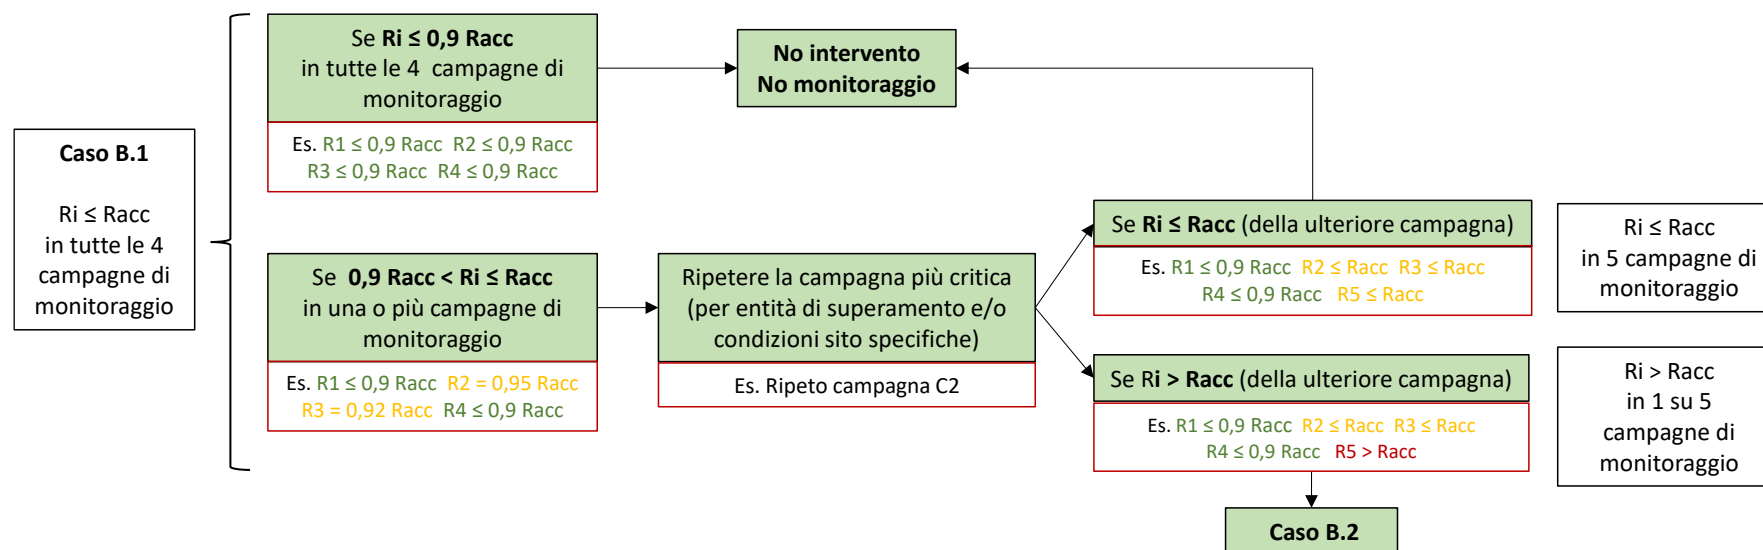 Caso B.1
Ri ≤ Racc
in tutte le 4
campagne di
monitoraggio
Se Ri ≤ 0,9 Racc
in tutte le 4 campagne di
monitoraggio
Es. R1 ≤ 0,9 Racc R2 ≤ 0,9 Racc
R3 ≤ 0,9 Racc R4 ≤ 0,9 Racc
No intervento
No monitoraggio
Se 0,9 Racc < Ri ≤ Racc
in una o più campagne di
monitoraggio
Es. R1 ≤ 0,9 Racc R2 = 0,95 Racc
R3 = 0,92 Racc R4 ≤ 0,9 Racc
Ripetere la campagna più critica
(per entità di superamento e/o
condizioni sito specifiche)
Es. Ripeto campagna C2
Se Ri ≤ Racc (della ulteriore campagna)
Es. R1 ≤ 0,9 Racc R2 ≤ Racc R3 ≤ Racc
R4 ≤ 0,9 Racc R5 ≤ Racc
Ri ≤ Racc
in 5 campagne di
monitoraggio
Se Ri > Racc (della ulteriore campagna)
Es. R1 ≤ 0,9 Racc R2 ≤ Racc R3 ≤ Racc
R4 ≤ 0,9 Racc R5 > Racc
Ri > Racc
in 1 su 5
campagne di
monitoraggio
Caso B.2